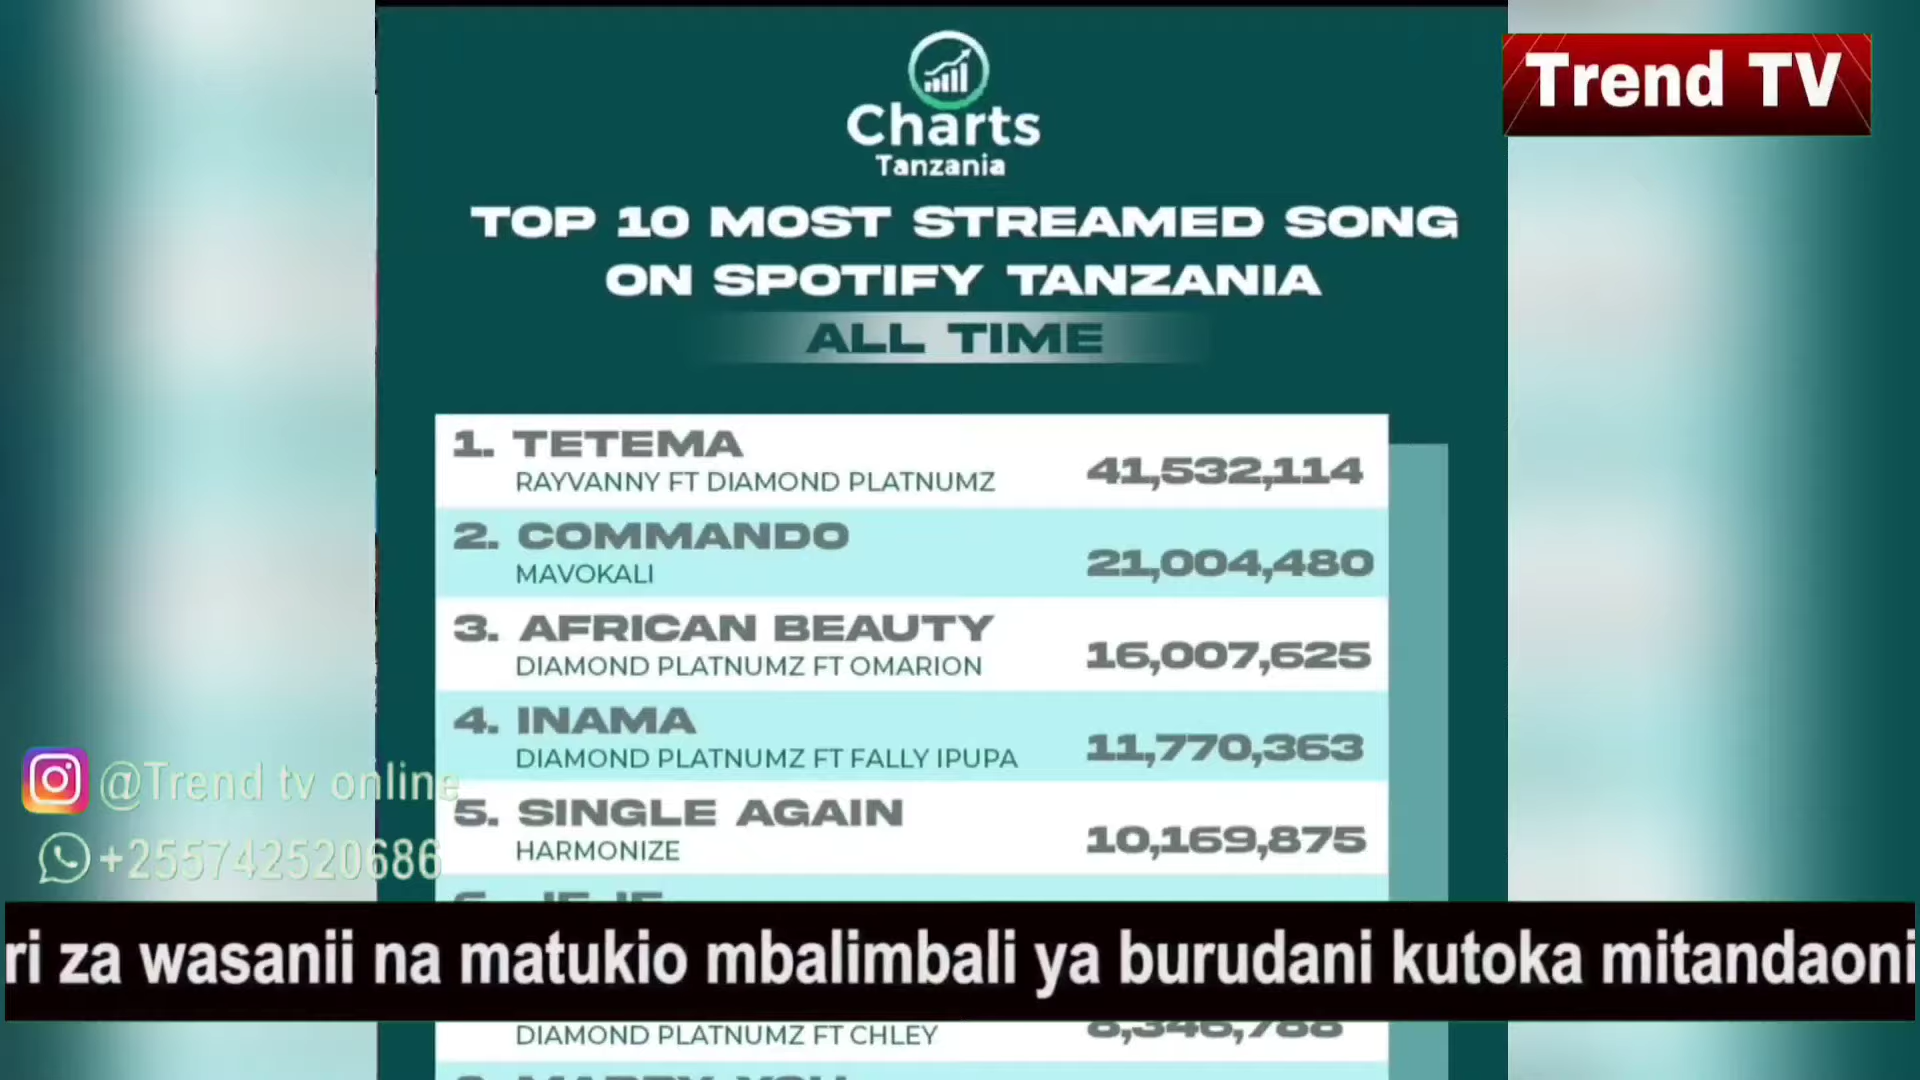 Trend TV
Charts
Tanzania
TOP 10 MOST STREAMED SONG
ON SPOTIFY TANZANIA
ALL TIME
1. TETEMA
RAYVANNY FT DIAMOND PLATNUMZ
41,532,114
2. COMMANDO
MAVOKALI
21,004,480
3. AFRICAN BEAUTY
DIAMOND PLATNUMZ FT OMARION
16,007,625
4. INAMA
DIAMOND PLATNUMZ FT FALLY IPUPA
11,770,363
5. SINGLE AGAIN
HARMONIZE
10,169,875
@Trend tv online
+255742520686
ri za wasanii na matukio mbalimbali ya burudani kutoka mitandaoni
DIAMOND PLATNUMZ FT CHLEY
8,346,788